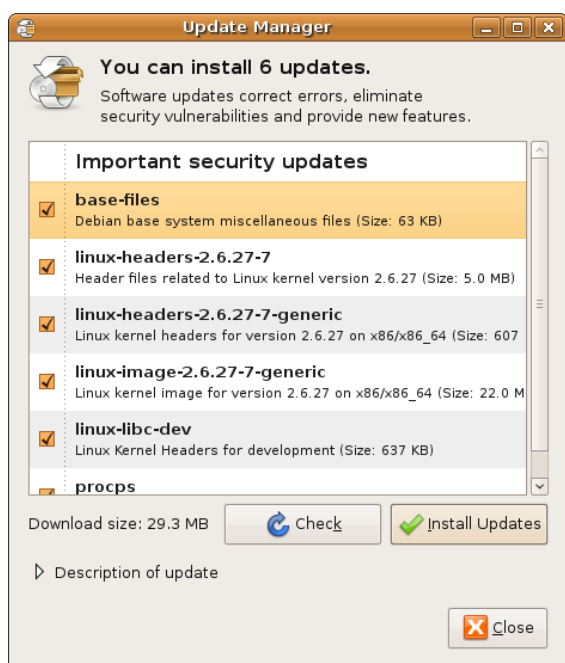 Update Manager
You can install 6 updates.
Software updates correct errors, eliminate
security vulnerabilities and provide new features.
Important security updates
base-files
Debian base system miscellaneous files (Size: 63 KB)
linux-headers-2.6.27-7
Header files related to Linux kernel version 2.6.27 (Size: 5.0 MB)
linux-headers-2.6.27-7-generic
Linux kernel headers for version 2.6.27 on x86/x86_64 (Size: 607
linux-image-2.6.27-7-generic
Linux kernel image for version 2.6.27 on x86/x86_64 (Size: 22.0 M
linux-libc-dev
Linux Kernel Headers for development (Size: 637 KB)
procps
Download size: 29.3 MB Check Install Updates
Description of update
Close